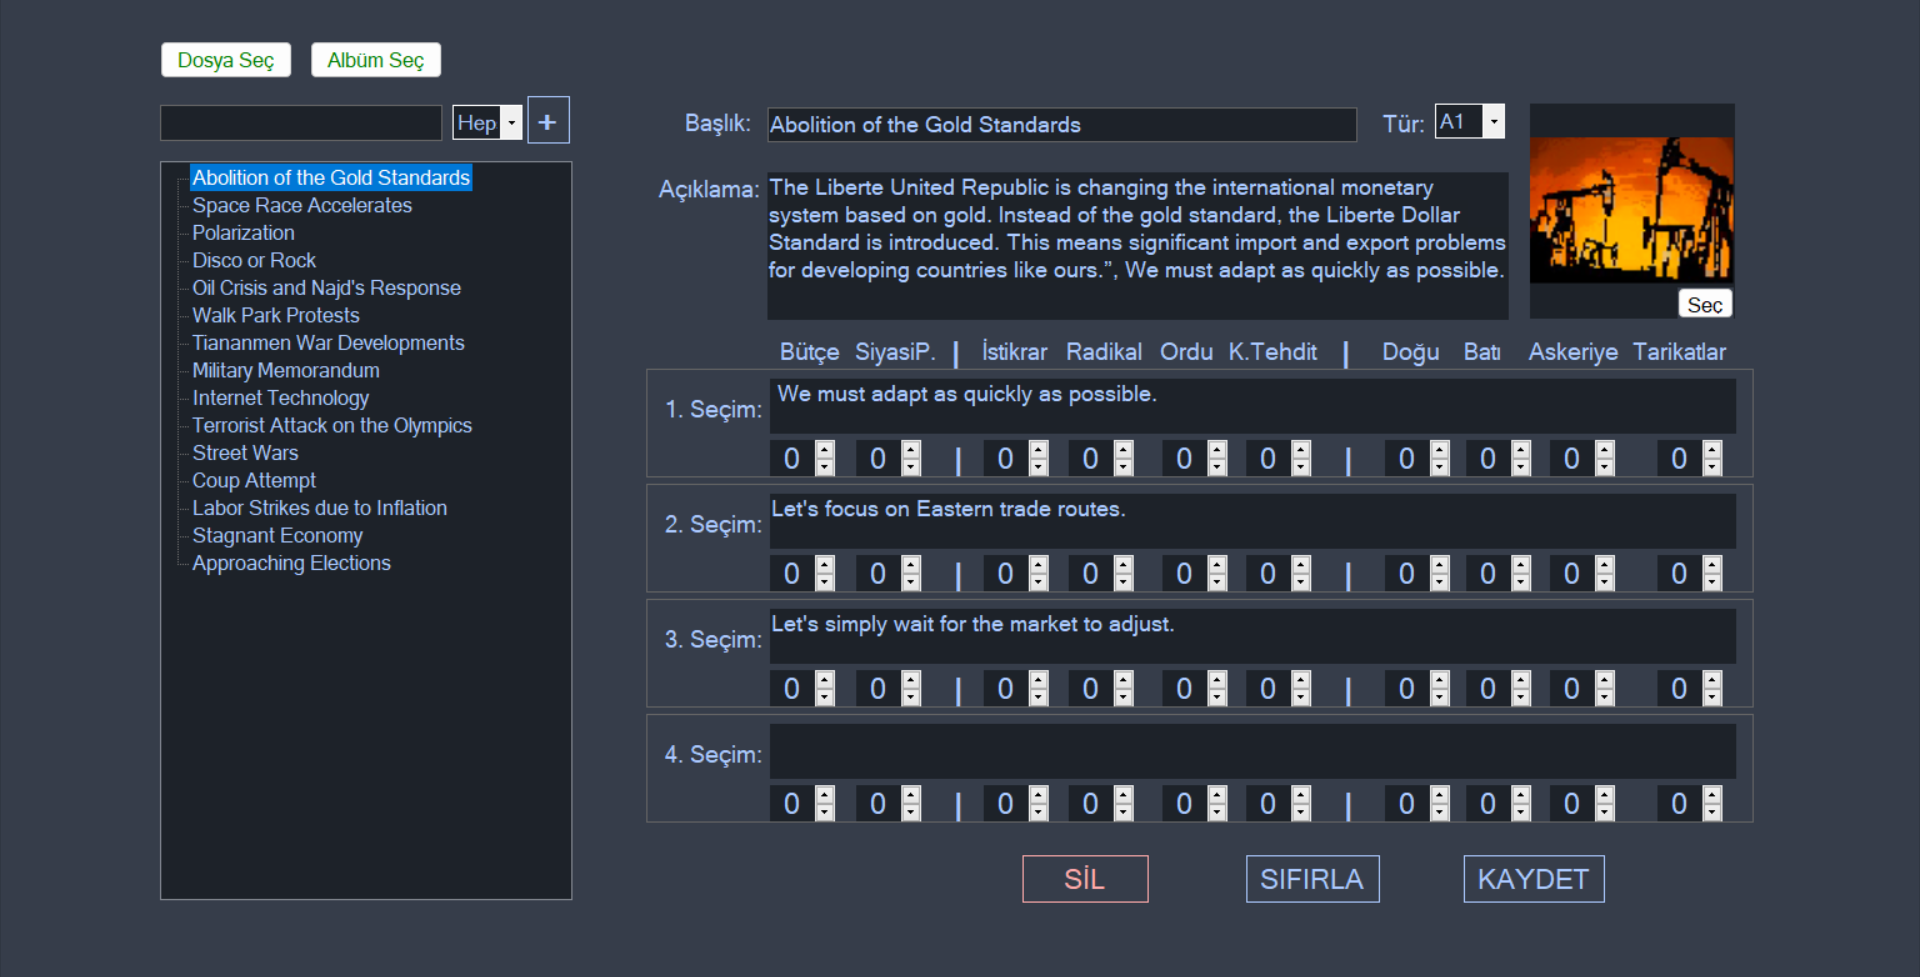 Dosya Seç
Albüm Seç
Hep
+
Abolition of the Gold Standards
Space Race Accelerates
Polarization
Disco or Rock
Oil Crisis and Najd's Response
Walk Park Protests
Tiananmen War Developments
Military Memorandum
Internet Technology
Terrorist Attack on the Olympics
Street Wars
Coup Attempt
Labor Strikes due to Inflation
Stagnant Economy
Approaching Elections
Başlık: Abolition of the Gold Standards
Tür: A1
Açıklama: The Liberte United Republic is changing the international monetary
system based on gold. Instead of the gold standard, the Liberte Dollar
Standard is introduced. This means significant import and export problems
for developing countries like ours.”, We must adapt as quickly as possible.
Seç
Bütçe SiyasiP. | İstikrar Radikal Ordu K.Tehdit | Doğu Batı Askeriye Tarikatlar
1. Seçim: We must adapt as quickly as possible.
0 0 | 0 0 0 0 | 0 0 0 0
2. Seçim: Let's focus on Eastern trade routes.
0 0 | 0 0 0 0 | 0 0 0 0
3. Seçim: Let's simply wait for the market to adjust.
0 0 | 0 0 0 0 | 0 0 0 0
4. Seçim:
0 0 | 0 0 0 0 | 0 0 0 0
SİL
SIFIRLA
KAYDET